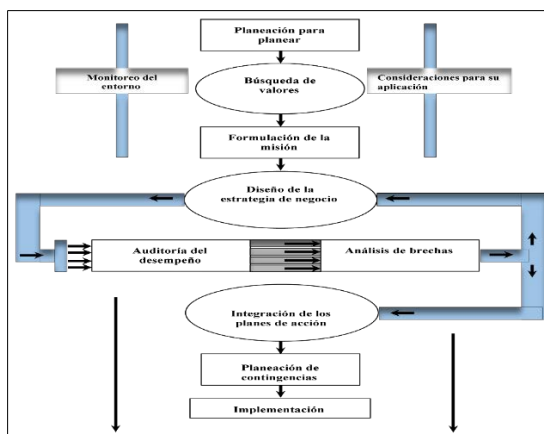 Planeación para
planear
Monitoreo del
entorno
Búsqueda de
valores
Consideraciones para su
aplicación
Formulación de la
misión
Diseño de la
estrategia de negocio
Auditoría del
desempeño
Análisis de brechas
Integración de los
planes de acción
Planeación de
contingencias
Implementación